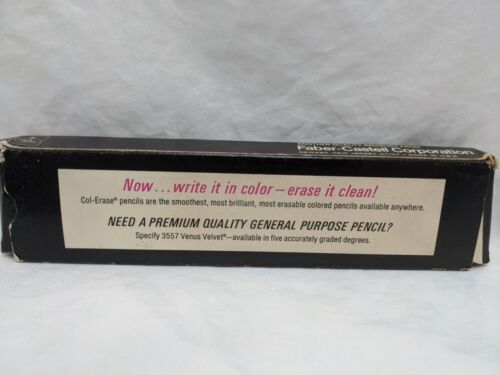 Faber-Castell Corporation
Now...write it in color—erase it clean!
Col-Erase® pencils are the smoothest, most brilliant, most erasable colored pencils available anywhere.
NEED A PREMIUM QUALITY GENERAL PURPOSE PENCIL?
Specify 3557 Venus Velvet®—available in five accurately graded degrees.